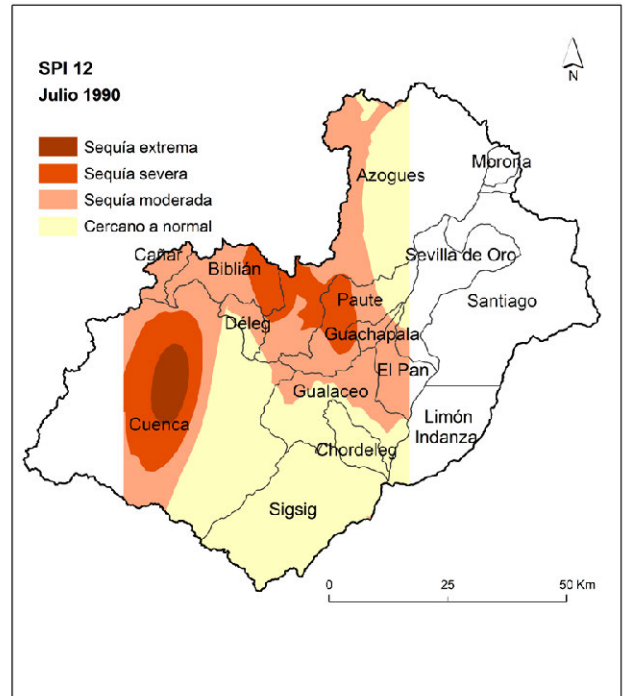 SPI 12
Julio 1990
N
Sequía extrema
Sequía severa
Sequía moderada
Cercano a normal
Azogues
Morona
Cañar
Biblián
Sevilla de Oro
Paute
Santiago
Déleg
Guachapala
El Pan
Gualaceo
Cuenca
Limón
Indanza
Chordeleg
Sigsig
0 25 50 Km